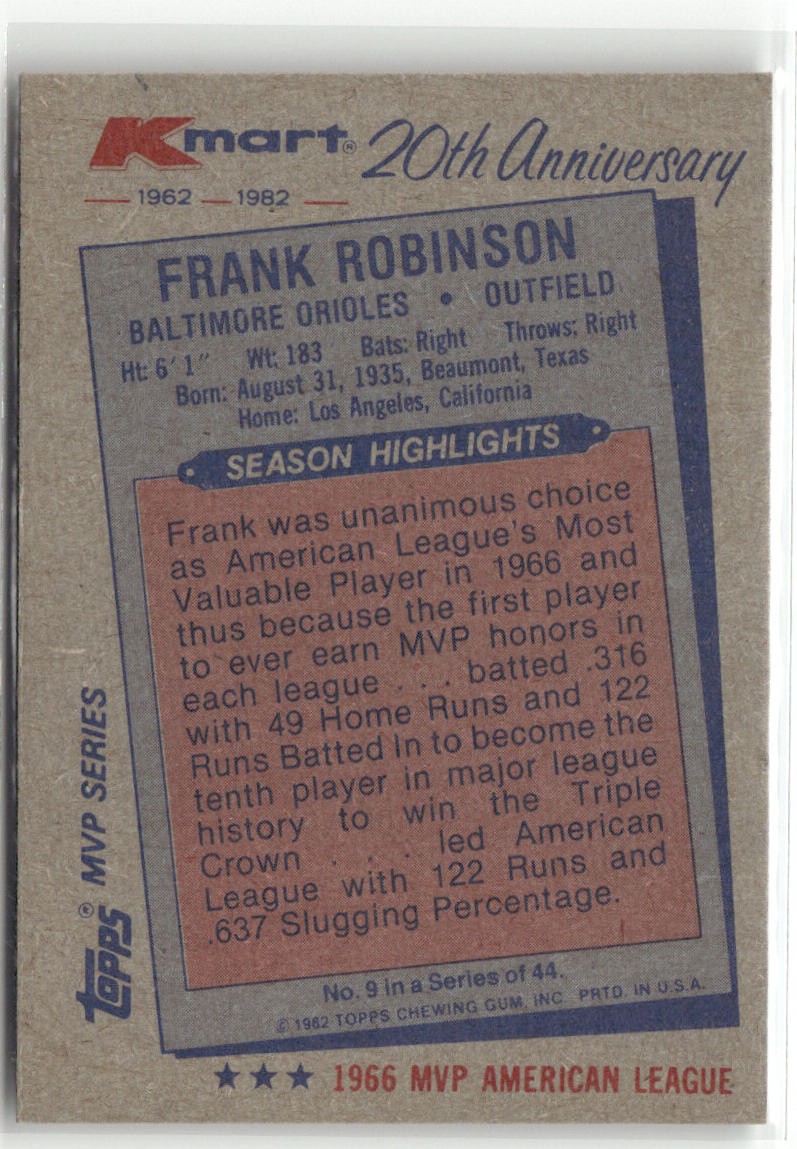 Kmart® 20th Anniversary
1962 — 1982
FRANK ROBINSON
BALTIMORE ORIOLES • OUTFIELD
Ht: 6'1" Wt: 183 Bats: Right Throws: Right
Born: August 31, 1935, Beaumont, Texas
Home: Los Angeles, California
SEASON HIGHLIGHTS
Frank was unanimous choice
as American League's Most
Valuable Player in 1966 and
thus because the first player
to ever earn MVP honors in
each league . . . batted .316
with 49 Home Runs and 122
Runs Batted In to become the
tenth player in major league
history to win the Triple
Crown . . . led American
League with 122 Runs and
.637 Slugging Percentage.
No. 9 in a Series of 44.
© 1982 TOPPS CHEWING GUM, INC. PRTD. IN U.S.A.
Topps® MVP SERIES
★★★ 1966 MVP AMERICAN LEAGUE